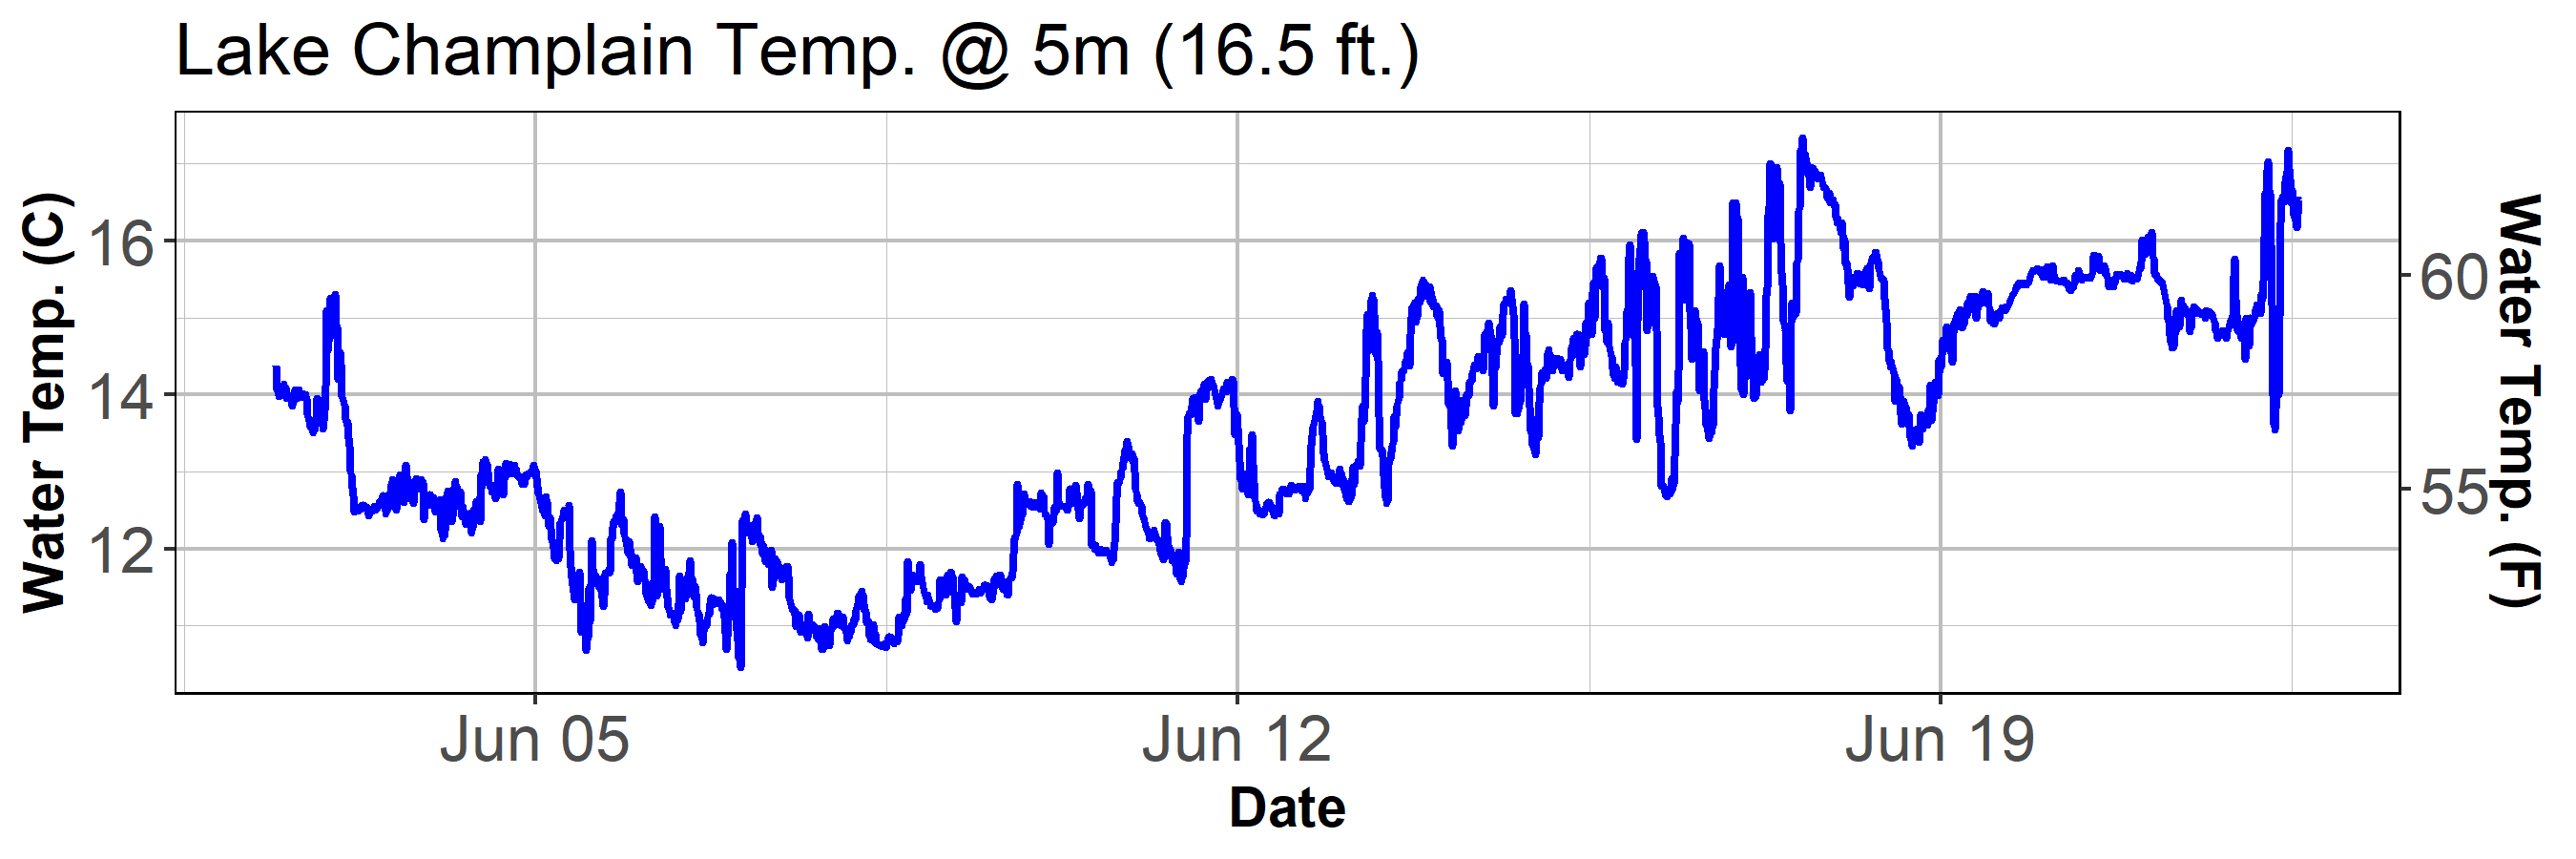 Lake Champlain Temp. @ 5m (16.5 ft.)
Water Temp. (C)
16
14
12
60
55
Water Temp. (F)
Jun 05
Jun 12
Jun 19
Date